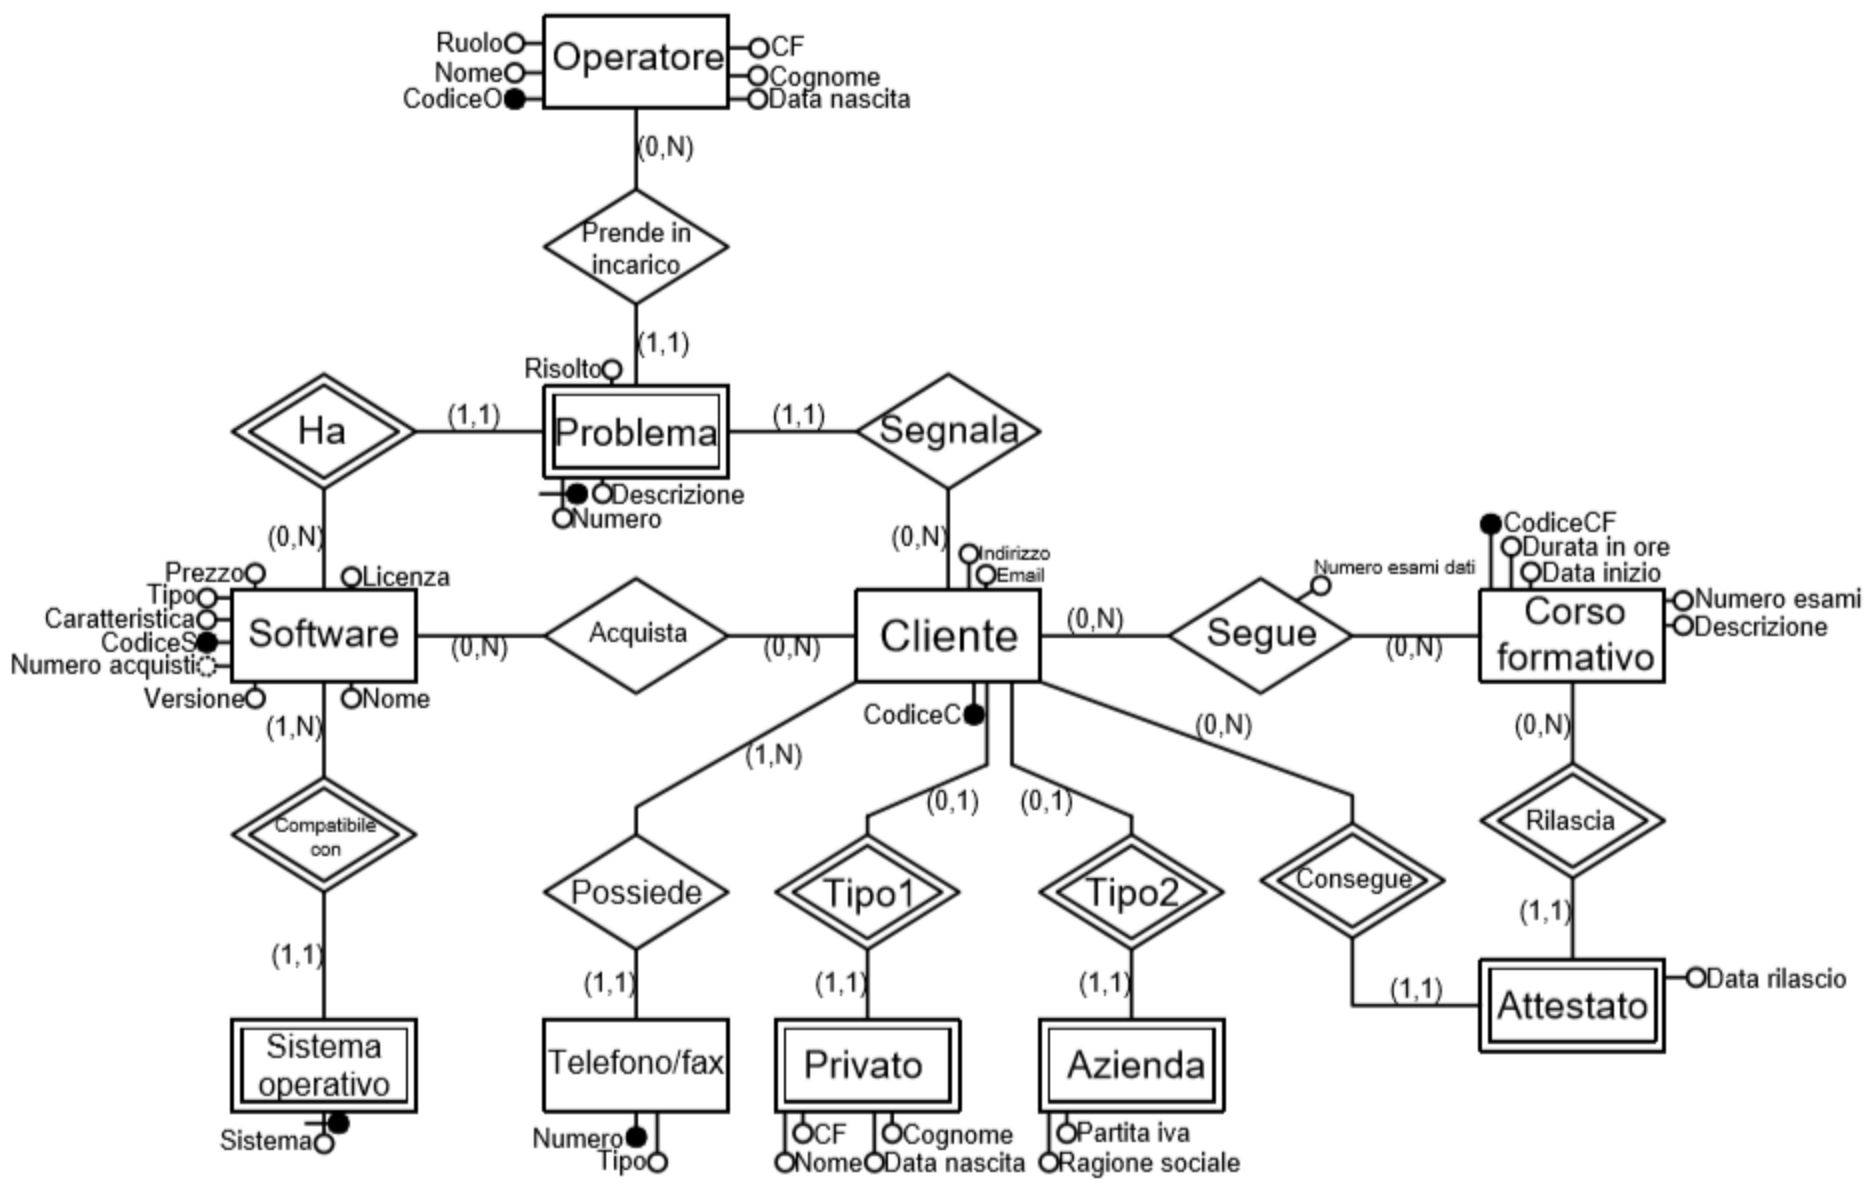 Ruolo
Nome
CodiceO
Operatore
CF
Cognome
Data nascita
(0,N)
Prende in
incarico
(1,1)
Risolto
Ha
(1,1)
Problema
(1,1)
Segnala
Descrizione
Numero
(0,N)
(0,N)
Prezzo
Licenza
Tipo
Caratteristica
CodiceS
Numero acquisti
Versione
Nome
Software
(0,N)
Acquista
(0,N)
Indirizzo
Email
Cliente
CodiceC
(0,N)
Numero esami dati
Segue
(0,N)
CodiceCF
Durata in ore
Data inizio
Corso
formativo
Numero esami
Descrizione
(1,N)
(1,N)
(0,1)
(0,1)
(0,N)
(0,N)
Compatibile
con
Possiede
Tipo1
Tipo2
Consegue
Rilascia
(1,1)
(1,1)
(1,1)
(1,1)
(1,1)
(1,1)
Sistema
operativo
Sistema
Telefono/fax
Numero
Tipo
Privato
CF
Cognome
Nome
Data nascita
Azienda
Partita iva
Ragione sociale
Attestato
Data rilascio